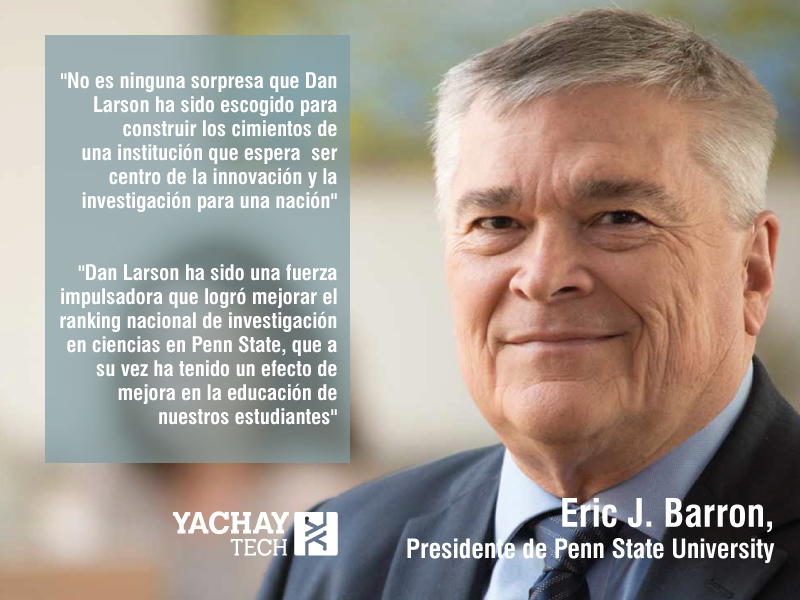 "No es ninguna sorpresa que Dan
Larson ha sido escogido para
construir los cimientos de
una institución que espera  ser
centro de la innovación y la
investigación para una nación"
"Dan Larson ha sido una fuerza
impulsadora que logró mejorar el
ranking nacional de investigación
en ciencias en Penn State, que a
su vez ha tenido un efecto de
mejora en la educación de
nuestros estudiantes"
YACHAY
TECH
Eric J. Barron,
Presidente de Penn State University